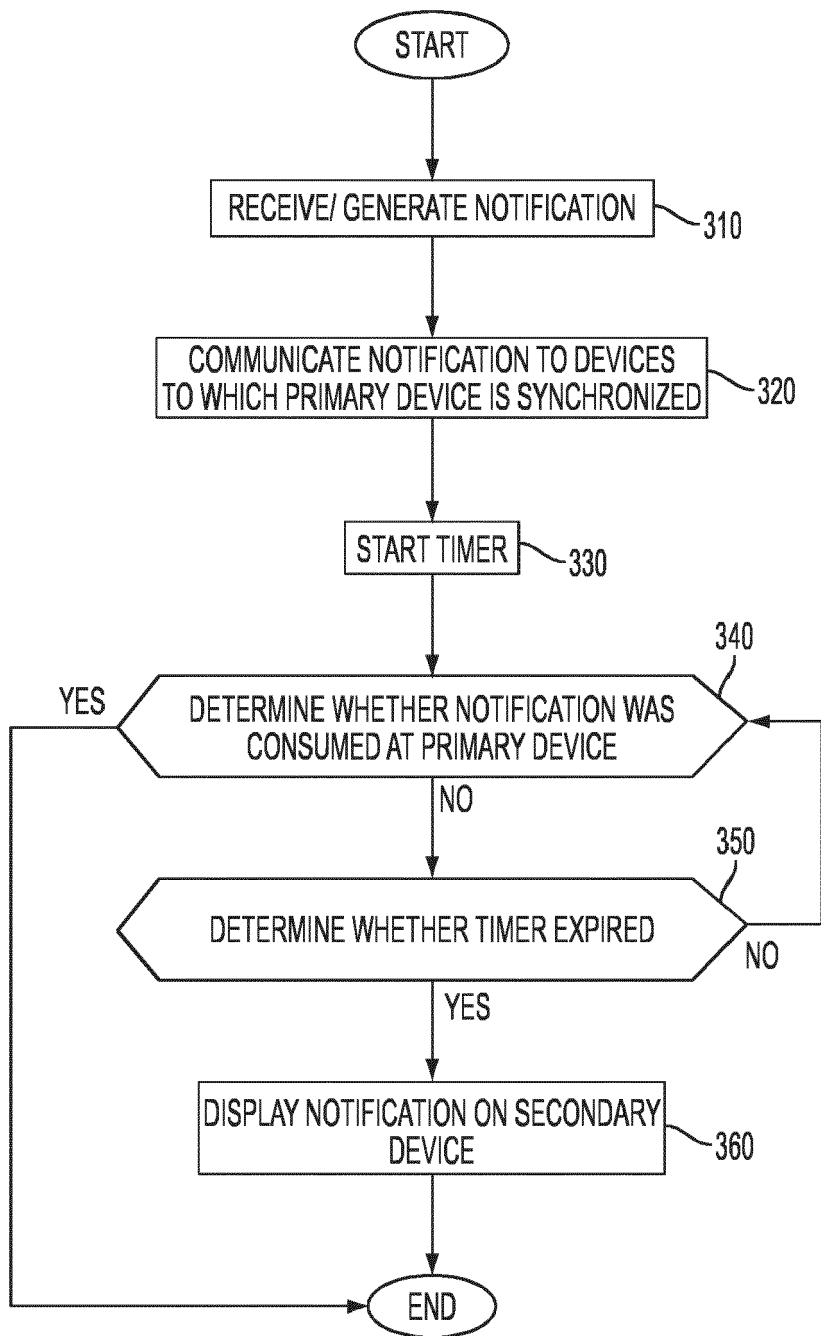 START
RECEIVE/ GENERATE NOTIFICATION
310
COMMUNICATE NOTIFICATION TO DEVICES
TO WHICH PRIMARY DEVICE IS SYNCHRONIZED
320
START TIMER
330
340
YES
DETERMINE WHETHER NOTIFICATION WAS
CONSUMED AT PRIMARY DEVICE
NO
350
DETERMINE WHETHER TIMER EXPIRED
NO
YES
DISPLAY NOTIFICATION ON SECONDARY
DEVICE
360
END